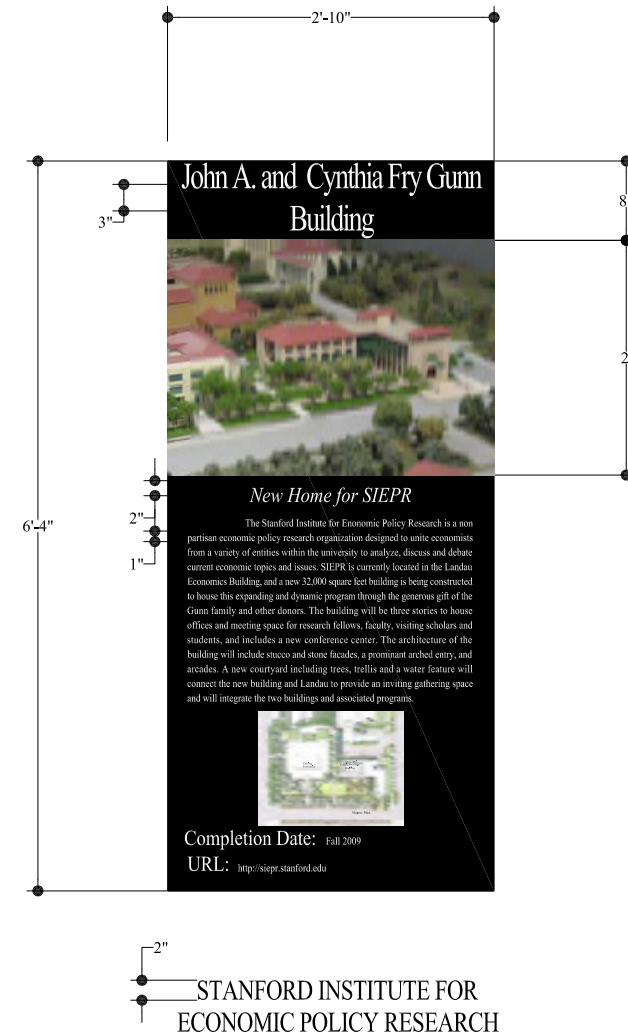 2'-10"
John A. and Cynthia Fry Gunn
Building
3"
8
2
6'-4"
New Home for SIEPR
2"
1"
The Stanford Institute for Enonomic Policy Research is a non
partisan economic policy research organization designed to unite economists
from a variety of entities within the university to analyze, discuss and debate
current economic topics and issues. SIEPR is currently located in the Landau
Economics Building, and a new 32,000 square feet building is being constructed
to house this expanding and dynamic program through the generous gift of the
Gunn family and other donors. The building will be three stories to house
offices and meeting space for research fellows, faculty, visiting scholars and
students, and includes a new conference center. The architecture of the
building will include stucco and stone facades, a prominant arched entry, and
arcades. A new courtyard including trees, trellis and a water feature will
connect the new building and Landau to provide an inviting gathering space
and will integrate the two buildings and associated programs.
Completion Date: Fall 2009
URL: http://siepr.stanford.edu
2"
STANFORD INSTITUTE FOR
ECONOMIC POLICY RESEARCH